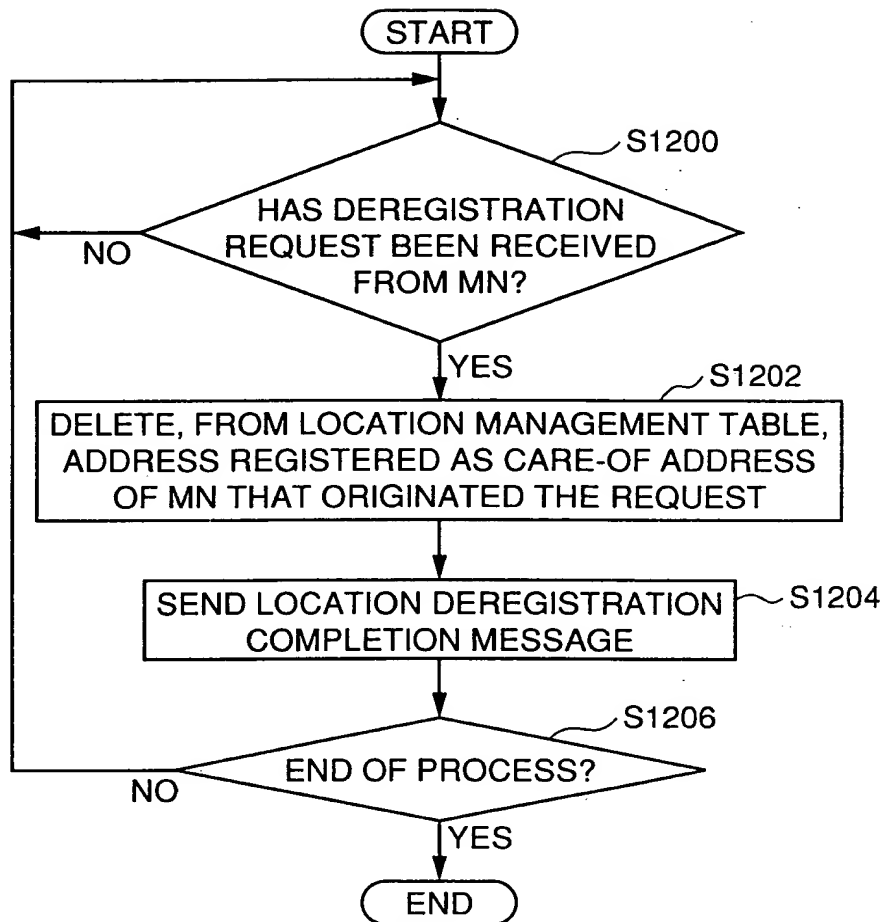 START
S1200
HAS DEREGISTRATION
REQUEST BEEN RECEIVED
FROM MN?
NO
YES
S1202
DELETE, FROM LOCATION MANAGEMENT TABLE,
ADDRESS REGISTERED AS CARE-OF ADDRESS
OF MN THAT ORIGINATED THE REQUEST
SEND LOCATION DEREGISTRATION
COMPLETION MESSAGE
S1204
S1206
END OF PROCESS?
NO
YES
END